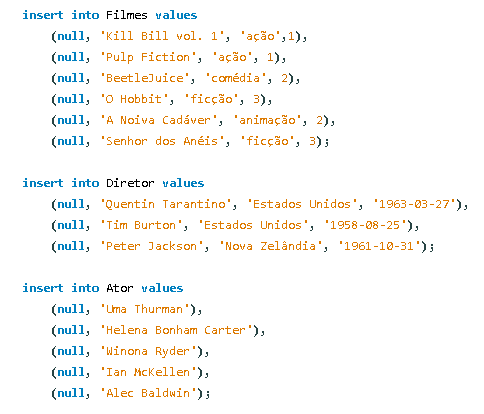 insert into Filmes values
(null, 'Kill Bill vol. 1', 'ação',1),
(null, 'Pulp Fiction', 'ação', 1),
(null, 'BeetleJuice', 'comédia', 2),
(null, 'O Hobbit', 'ficção', 3),
(null, 'A Noiva Cadáver', 'animação', 2),
(null, 'Senhor dos Anéis', 'ficção', 3);
insert into Diretor values
(null, 'Quentin Tarantino', 'Estados Unidos', '1963-03-27'),
(null, 'Tim Burton', 'Estados Unidos', '1958-08-25'),
(null, 'Peter Jackson', 'Nova Zelândia', '1961-10-31');
insert into Ator values
(null, 'Uma Thurman'),
(null, 'Helena Bonham Carter'),
(null, 'Winona Ryder'),
(null, 'Ian McKellen'),
(null, 'Alec Baldwin');